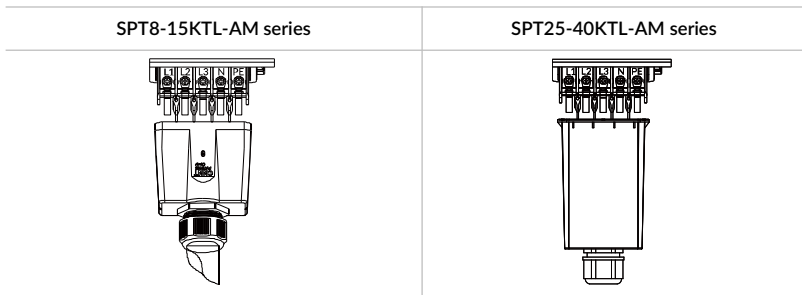 SPT8-15KTL-AM series
SPT25-40KTL-AM series
L1 L2 L3 N PE
L1 L2 L3 N PE